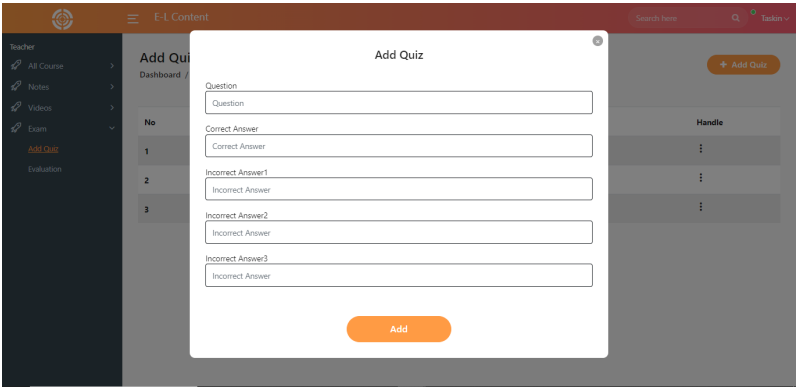 E-L Content
Search here
Taskin
Teacher
All Course
Notes
Videos
Exam
Add Quiz
Evaluation
Add Qui
Dashboard /
+ Add Quiz
No
Handle
1
2
3
Add Quiz
Question
Question
Correct Answer
Correct Answer
Incorrect Answer1
Incorrect Answer
Incorrect Answer2
Incorrect Answer
Incorrect Answer3
Incorrect Answer
Add